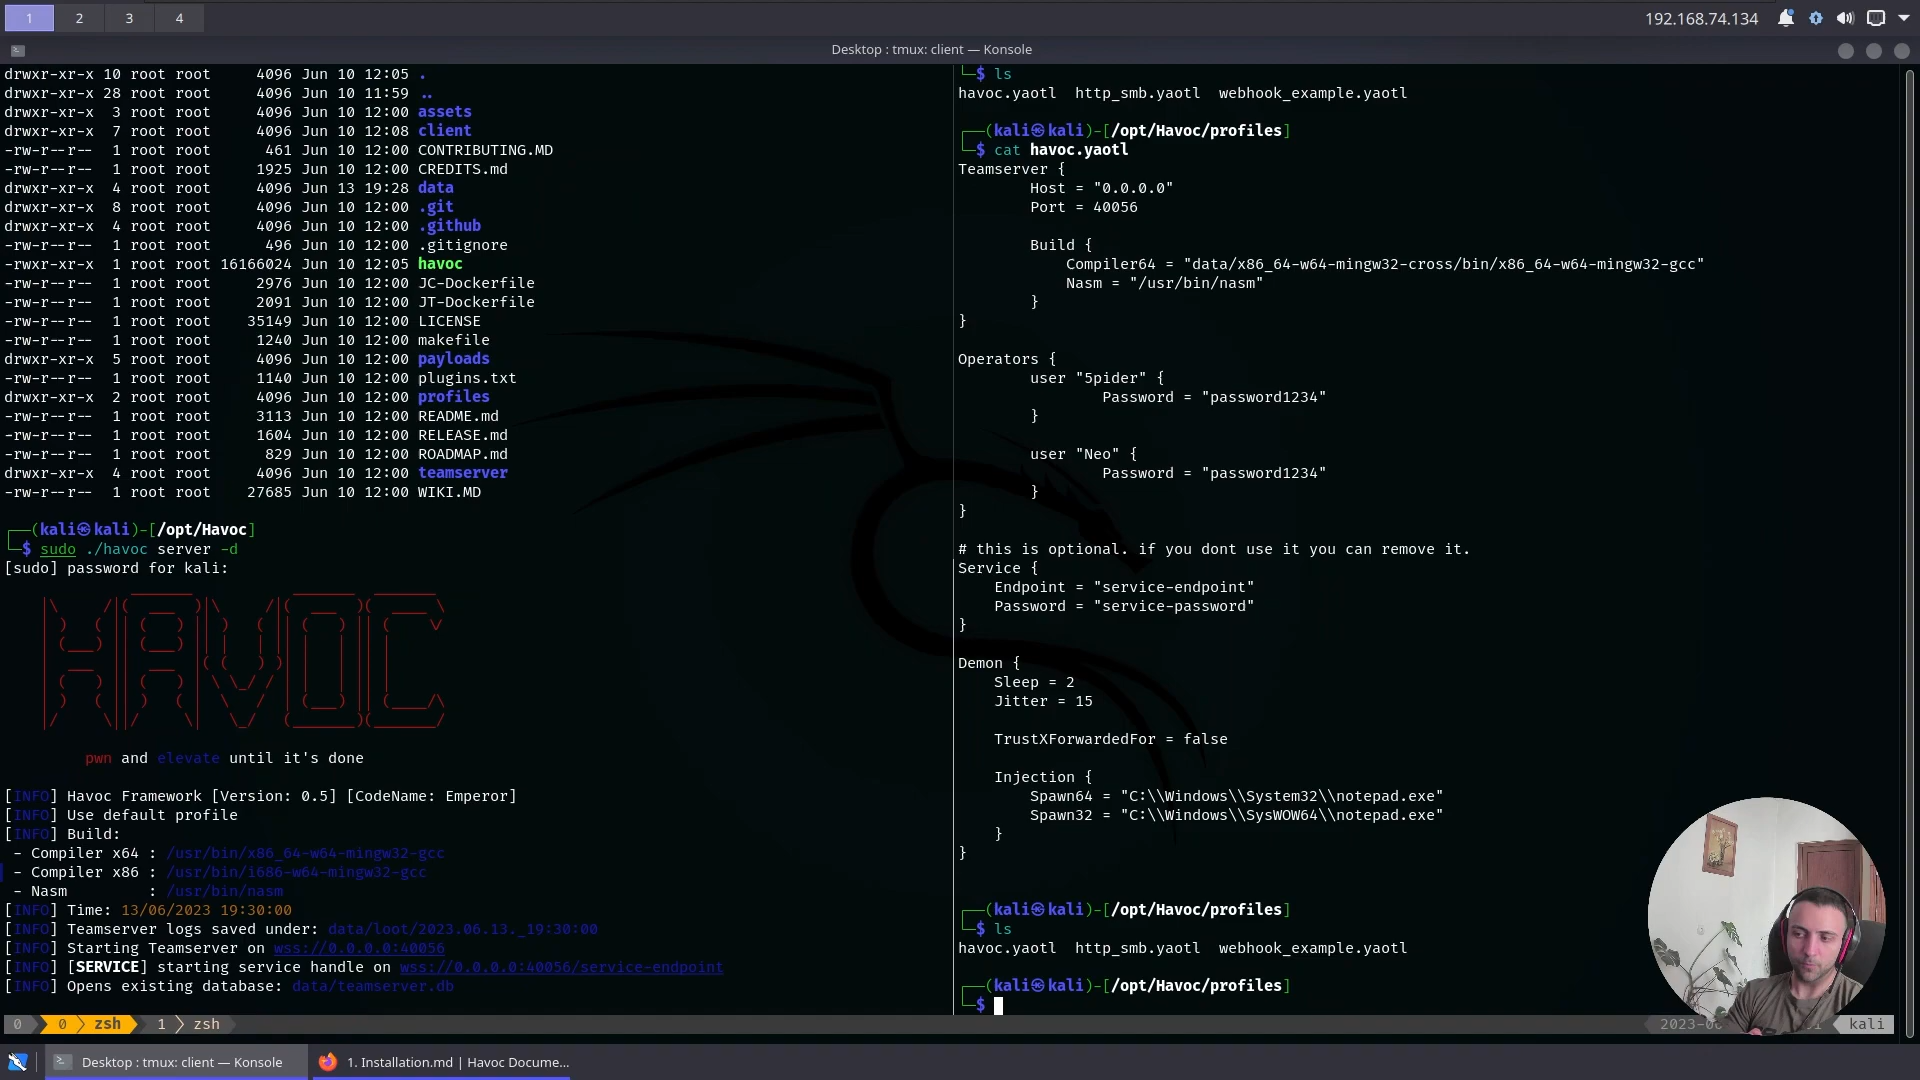 1 2 3 4
192.168.74.134
Desktop : tmux: client — Konsole
drwxr-xr-x 10 root root     4096 Jun 10 12:05 .
drwxr-xr-x 28 root root     4096 Jun 10 11:59 ..
drwxr-xr-x  3 root root     4096 Jun 10 12:00 assets
drwxr-xr-x  7 root root     4096 Jun 10 12:08 client
-rw-r--r--  1 root root      461 Jun 10 12:00 CONTRIBUTING.MD
-rw-r--r--  1 root root     1925 Jun 10 12:00 CREDITS.md
drwxr-xr-x  4 root root     4096 Jun 13 19:28 data
drwxr-xr-x  8 root root     4096 Jun 10 12:00 .git
drwxr-xr-x  4 root root     4096 Jun 10 12:00 .github
-rw-r--r--  1 root root      496 Jun 10 12:00 .gitignore
-rwxr-xr-x  1 root root 16166024 Jun 10 12:05 havoc
-rw-r--r--  1 root root     2976 Jun 10 12:00 JC-Dockerfile
-rw-r--r--  1 root root     2091 Jun 10 12:00 JT-Dockerfile
-rw-r--r--  1 root root    35149 Jun 10 12:00 LICENSE
-rw-r--r--  1 root root     1240 Jun 10 12:00 makefile
drwxr-xr-x  5 root root     4096 Jun 10 12:00 payloads
-rw-r--r--  1 root root     1140 Jun 10 12:00 plugins.txt
drwxr-xr-x  2 root root     4096 Jun 10 12:00 profiles
-rw-r--r--  1 root root     3113 Jun 10 12:00 README.md
-rw-r--r--  1 root root     1604 Jun 10 12:00 RELEASE.md
-rw-r--r--  1 root root      829 Jun 10 12:00 ROADMAP.md
drwxr-xr-x  4 root root     4096 Jun 10 12:00 teamserver
-rw-r--r--  1 root root    27685 Jun 10 12:00 WIKI.MD
┌──(kali㉿kali)-[/opt/Havoc]
└─$ sudo ./havoc server -d
[sudo] password for kali:
HAVOC
pwn and elevate until it's done
[INFO] Havoc Framework [Version: 0.5] [CodeName: Emperor]
[INFO] Use default profile
[INFO] Build:
 - Compiler x64 : /usr/bin/x86_64-w64-mingw32-gcc
 - Compiler x86 : /usr/bin/i686-w64-mingw32-gcc
 - Nasm         : /usr/bin/nasm
[INFO] Time: 13/06/2023 19:30:00
[INFO] Teamserver logs saved under: data/loot/2023.06.13._19:30:00
[INFO] Starting Teamserver on wss://0.0.0.0:40056
[INFO] [SERVICE] starting service handle on wss://0.0.0.0:40056/service-endpoint
[INFO] Opens existing database: data/teamserver.db
└─$ ls
havoc.yaotl  http_smb.yaotl  webhook_example.yaotl
┌──(kali㉿kali)-[/opt/Havoc/profiles]
└─$ cat havoc.yaotl
Teamserver {
        Host = "0.0.0.0"
        Port = 40056
        Build {
            Compiler64 = "data/x86_64-w64-mingw32-cross/bin/x86_64-w64-mingw32-gcc"
            Nasm = "/usr/bin/nasm"
        }
}
Operators {
        user "5pider" {
                Password = "password1234"
        }
        user "Neo" {
                Password = "password1234"
        }
}
# this is optional. if you dont use it you can remove it.
Service {
    Endpoint = "service-endpoint"
    Password = "service-password"
}
Demon {
    Sleep = 2
    Jitter = 15
    TrustXForwardedFor = false
    Injection {
        Spawn64 = "C:\\Windows\\System32\\notepad.exe"
        Spawn32 = "C:\\Windows\\SysWOW64\\notepad.exe"
    }
}
┌──(kali㉿kali)-[/opt/Havoc/profiles]
└─$ ls
havoc.yaotl  http_smb.yaotl  webhook_example.yaotl
┌──(kali㉿kali)-[/opt/Havoc/profiles]
└─$
0 0 zsh 1 zsh
kali
Desktop : tmux: client — Konsole
1. Installation.md | Havoc Docume...